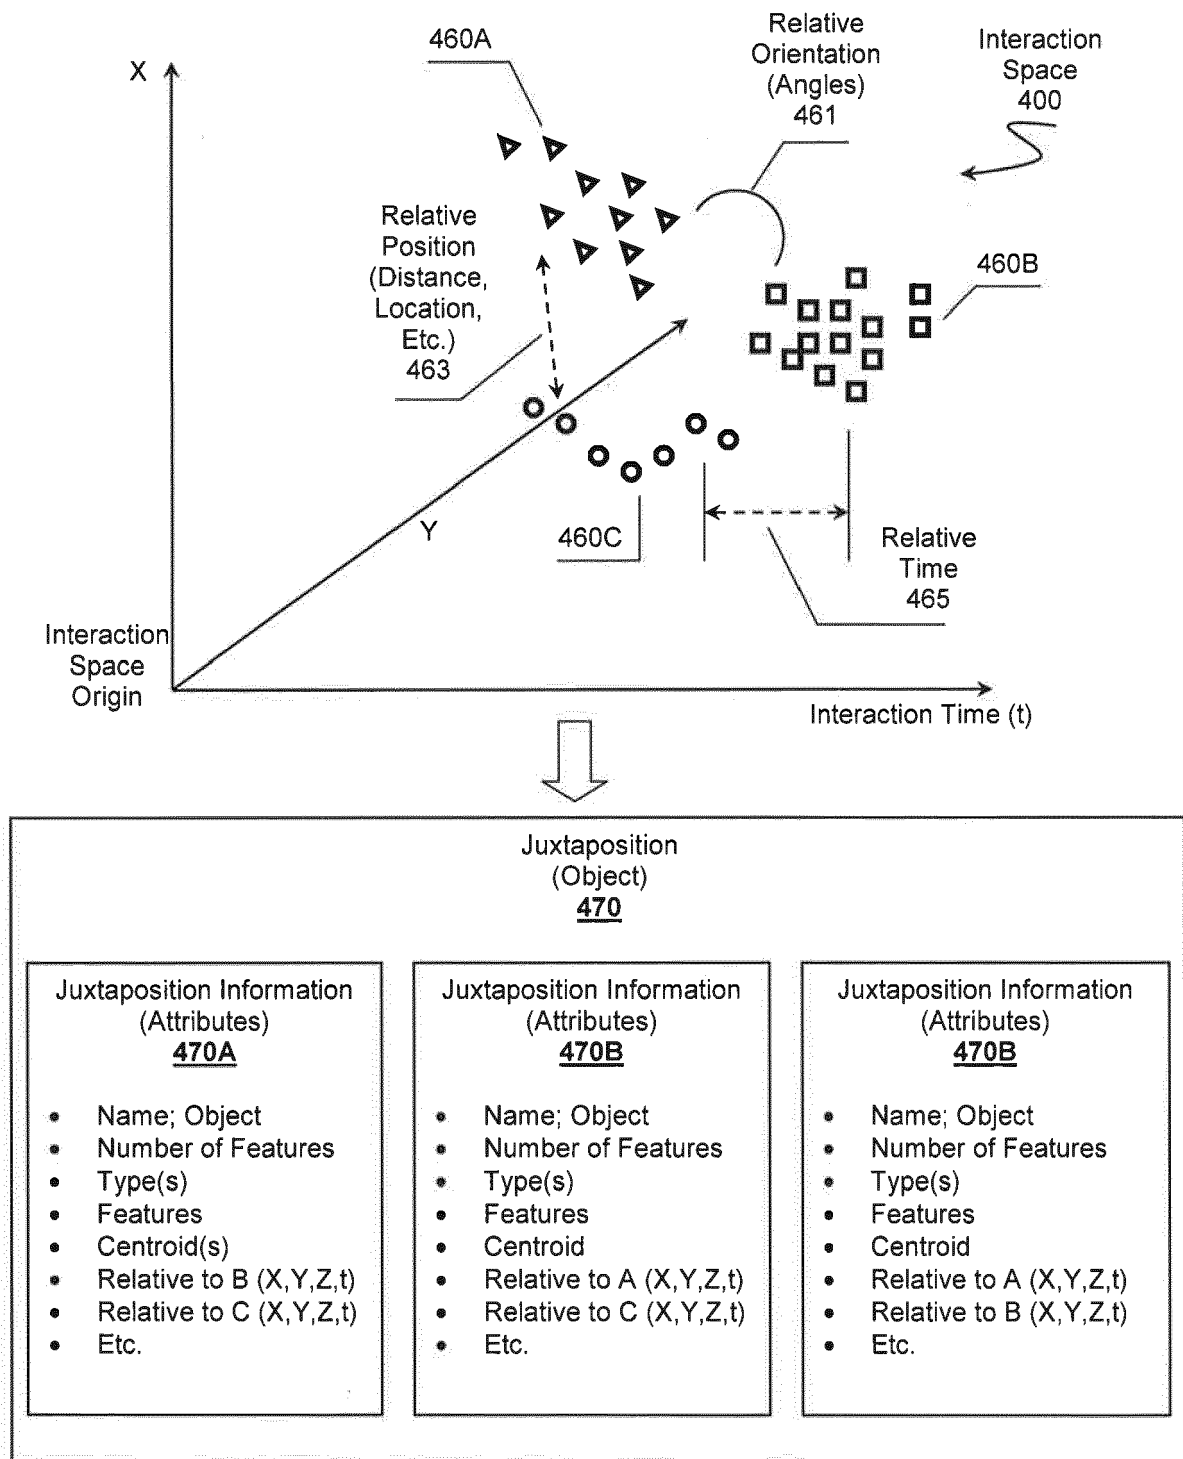 460A
Relative
Orientation
(Angles)
461
Interaction
Space
400
X
Relative
Position
(Distance,
Location,
Etc.)
463
460B
Y
460C
Relative
Time
465
Interaction
Space
Origin
Interaction Time (t)
Juxtaposition
(Object)
470
Juxtaposition Information
(Attributes)
470A
• Name; Object
• Number of Features
• Type(s)
• Features
• Centroid(s)
• Relative to B (X,Y,Z,t)
• Relative to C (X,Y,Z,t)
• Etc.
Juxtaposition Information
(Attributes)
470B
• Name; Object
• Number of Features
• Type(s)
• Features
• Centroid
• Relative to A (X,Y,Z,t)
• Relative to C (X,Y,Z,t)
• Etc.
Juxtaposition Information
(Attributes)
470B
• Name; Object
• Number of Features
• Type(s)
• Features
• Centroid
• Relative to A (X,Y,Z,t)
• Relative to B (X,Y,Z,t)
• Etc.